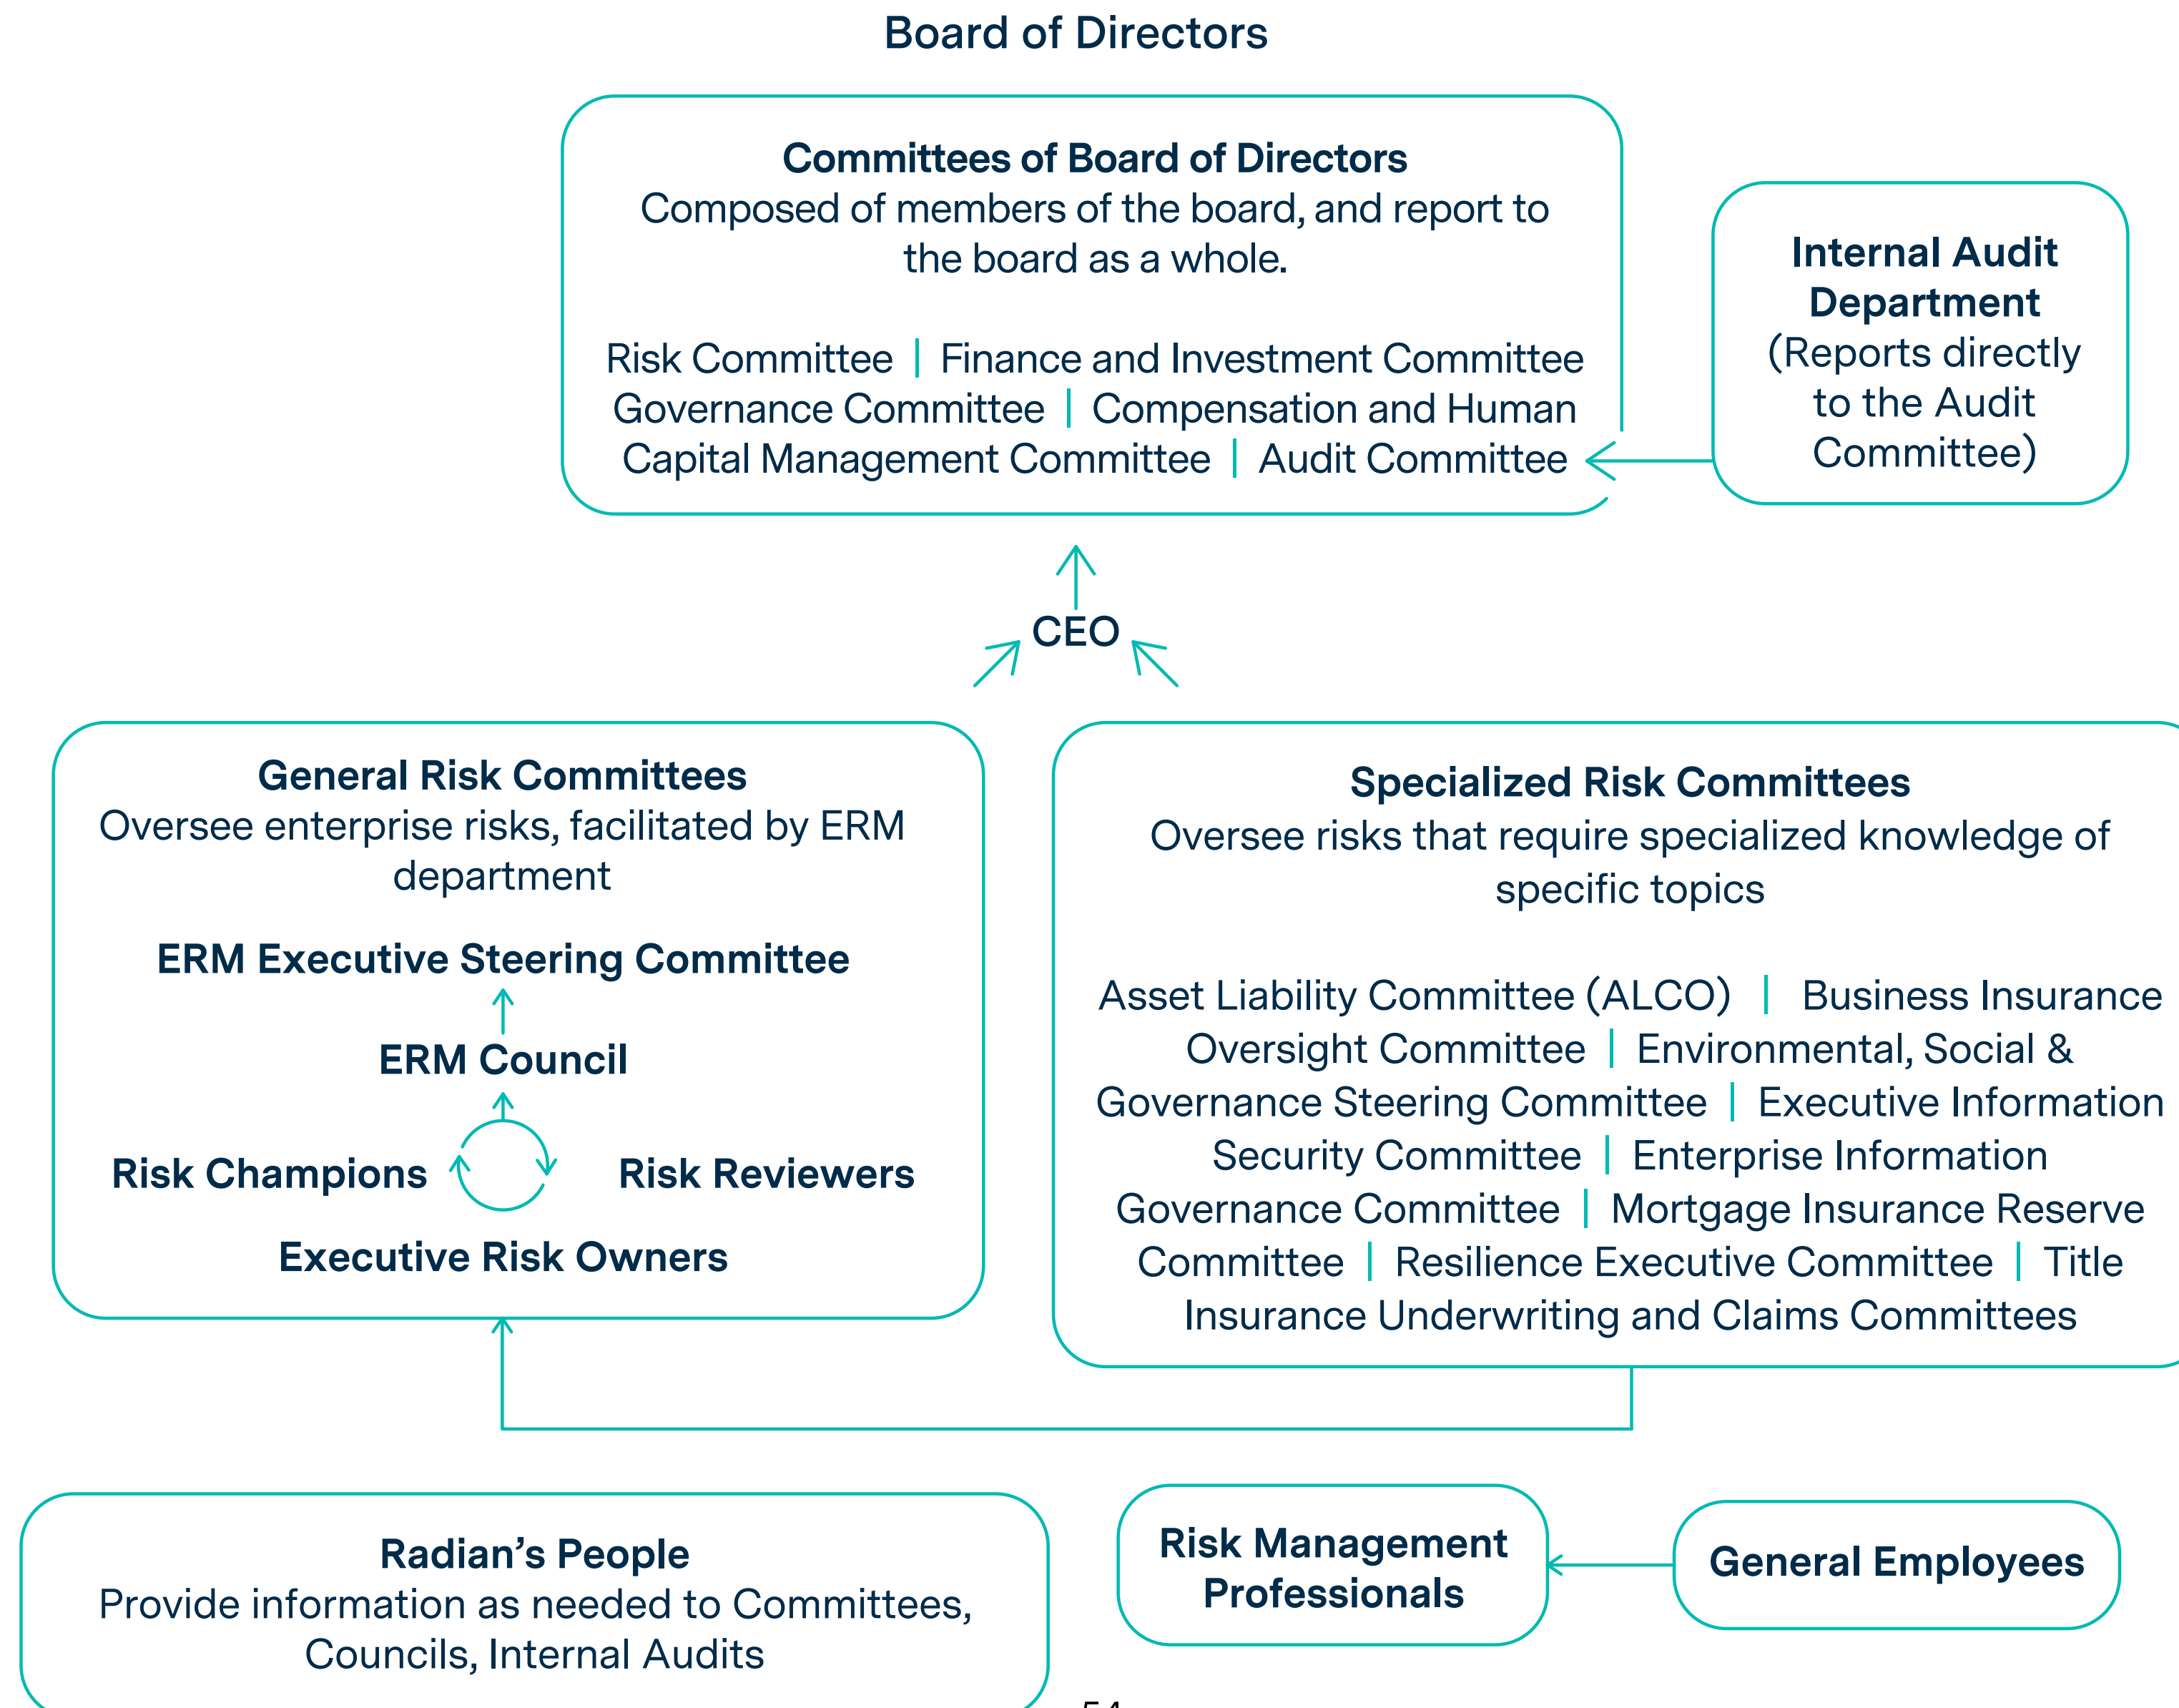 Board of Directors
Committees of Board of Directors
Composed of members of the board, and report to
the board as a whole.
Risk Committee | Finance and Investment Committee
Governance Committee | Compensation and Human
Capital Management Committee | Audit Committee
Internal Audit
Department
(Reports directly
to the Audit
Committee)
CEO
General Risk Committees
Oversee enterprise risks, facilitated by ERM
department
ERM Executive Steering Committee
ERM Council
Risk Champions
Risk Reviewers
Executive Risk Owners
Specialized Risk Committees
Oversee risks that require specialized knowledge of
specific topics
Asset Liability Committee (ALCO) | Business Insurance
Oversight Committee | Environmental, Social &
Governance Steering Committee | Executive Information
Security Committee | Enterprise Information
Governance Committee | Mortgage Insurance Reserve
Committee | Resilience Executive Committee | Title
Insurance Underwriting and Claims Committees
Radian’s People
Provide information as needed to Committees,
Councils, Internal Audits
Risk Management
Professionals
General Employees